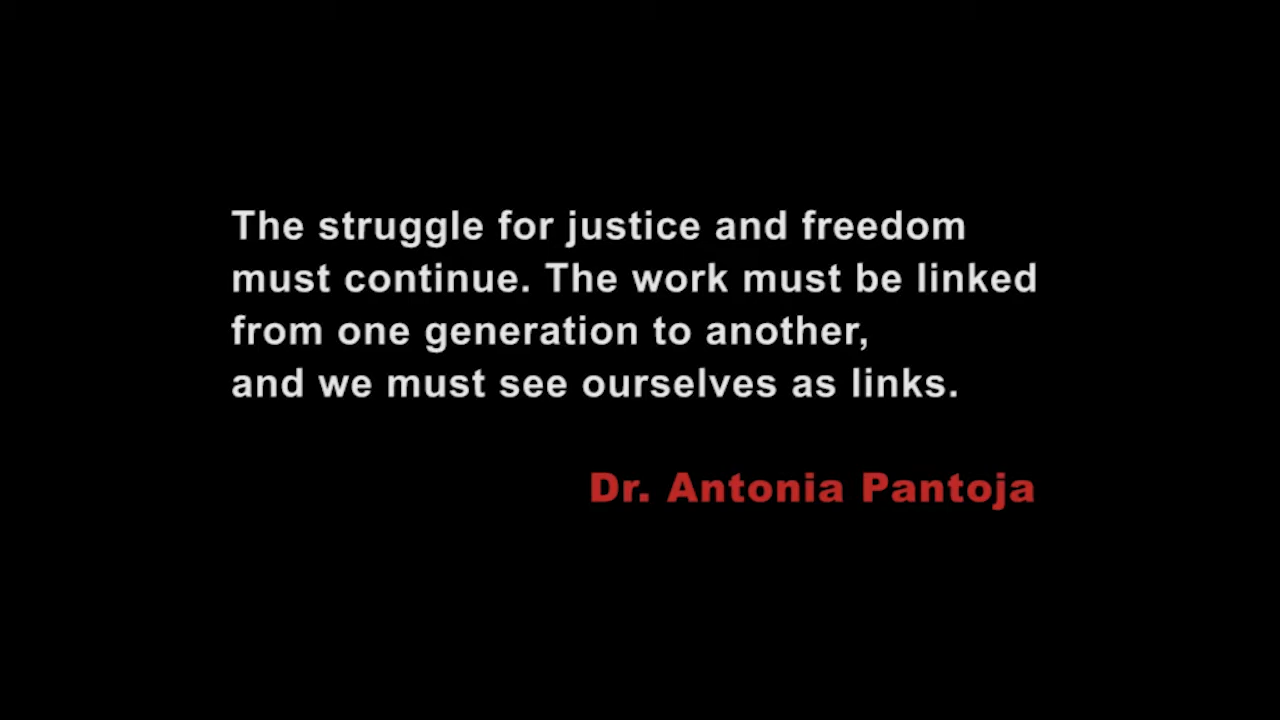 The struggle for justice and freedom
must continue. The work must be linked
from one generation to another,
and we must see ourselves as links.
Dr. Antonia Pantoja